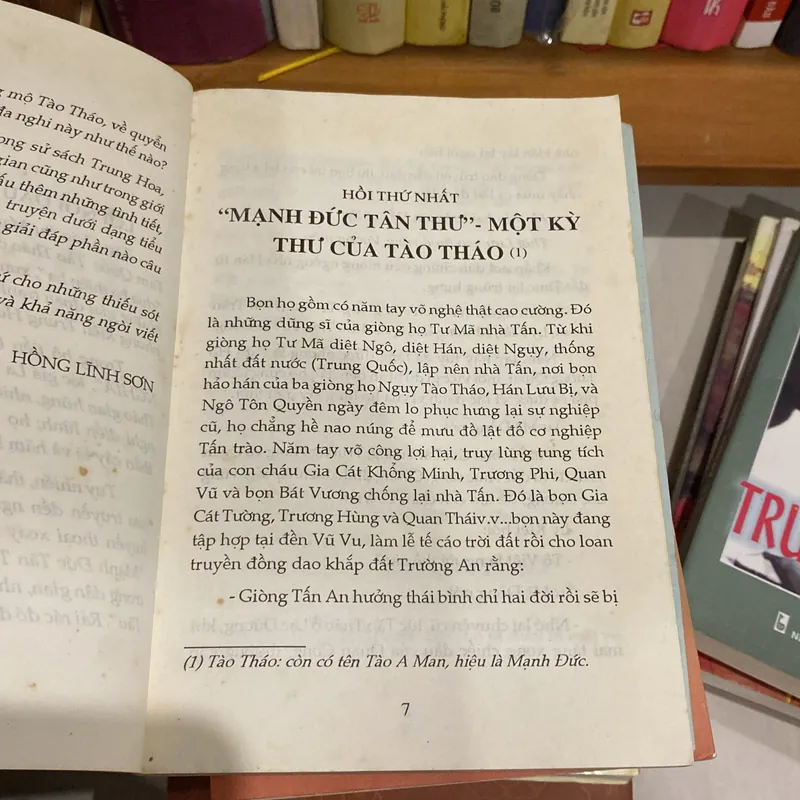 mộ Tào Tháo, về quyển
đa nghi này như thế nào?
ong sử sách Trung Hoa,
gian cũng như trong giới
ấu thêm những tình tiết,
truyện dưới dạng tiểu
giải đáp phần nào câu
ứ cho những thiếu sót
và khả năng ngòi viết
HỒNG LĨNH SƠN
HỒI THỨ NHẤT
“MẠNH ĐỨC TÂN THƯ”- MỘT KỲ
THƯ CỦA TÀO THÁO (1)
Bọn họ gồm có năm tay võ nghệ thật cao cường. Đó
là những dũng sĩ của giòng họ Tư Mã nhà Tấn. Từ khi
giòng họ Tư Mã diệt Ngô, diệt Hán, diệt Ngụy, thống
nhất đất nước (Trung Quốc), lập nên nhà Tấn, nơi bọn
hảo hán của ba giòng họ Ngụy Tào Tháo, Hán Lưu Bị, và
Ngô Tôn Quyền ngày đêm lo phục hưng lại sự nghiệp
cũ, họ chẳng hề nao núng để mưu đồ lật đổ cơ nghiệp
Tấn trào. Năm tay võ công lợi hại, truy lùng tung tích
của con cháu Gia Cát Khổng Minh, Trương Phi, Quan
Vũ và bọn Bát Vương chống lại nhà Tấn. Đó là bọn Gia
Cát Tường, Trương Hùng và Quan Tháiv.v...bọn này đang
tập hợp tại đền Vũ Vu, làm lễ tế cáo trời đất rồi cho loan
truyền đồng dao khắp đất Trường An rằng:
- Giòng Tấn An hưởng thái bình chỉ hai đời rồi sẽ bị
(1) Tào Tháo: còn có tên Tào A Man, hiệu là Mạnh Đức.
7
TRU